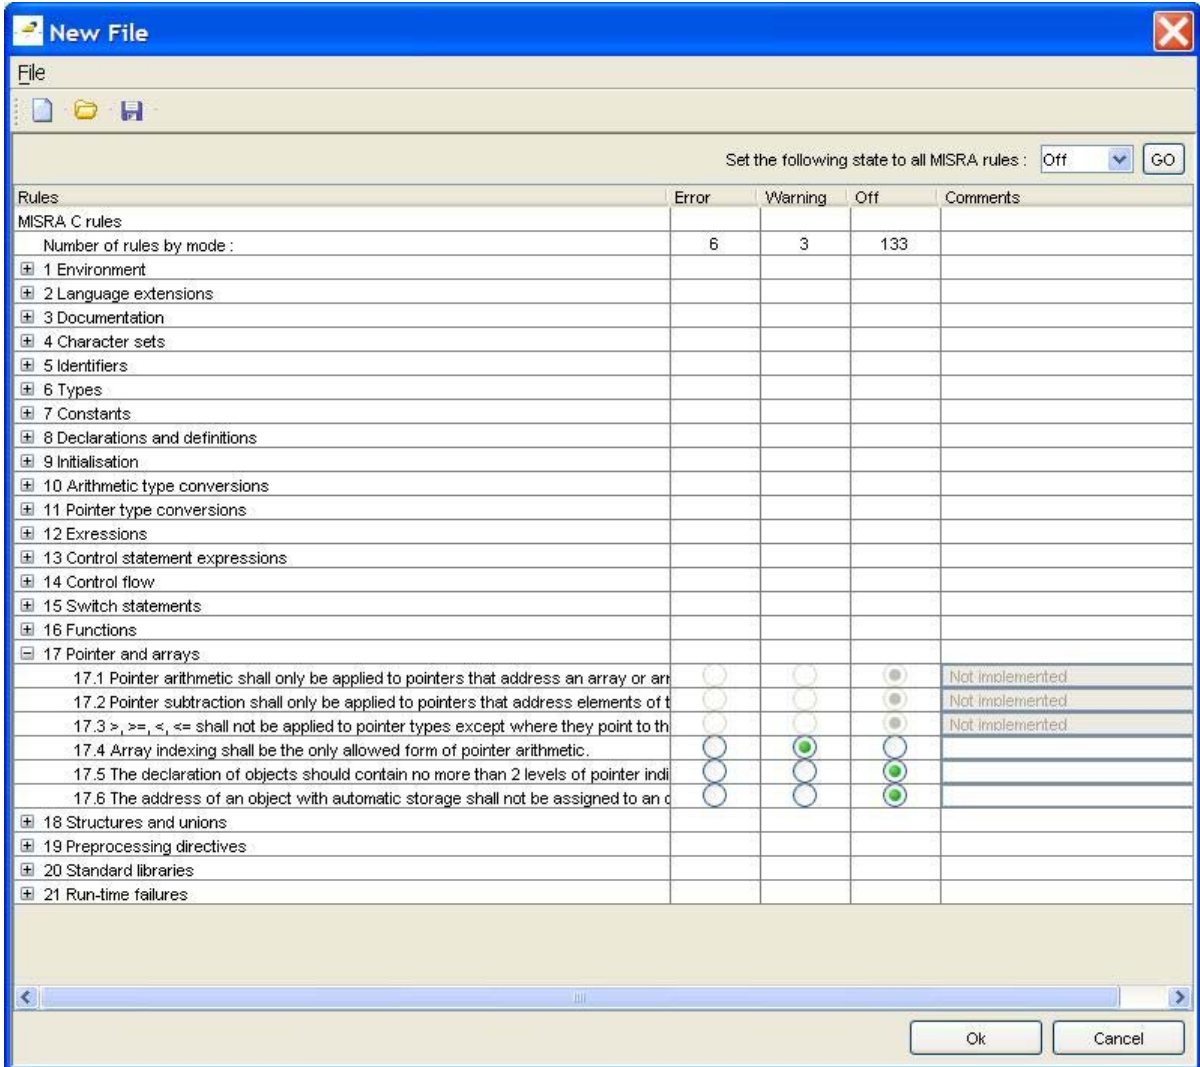 New File
File
Set the following state to all MISRA rules : Off GO
Rules Error Warning Off Comments
MISRA C rules
Number of rules by mode : 6 3 133
1 Environment
2 Language extensions
3 Documentation
4 Character sets
5 Identifiers
6 Types
7 Constants
8 Declarations and definitions
9 Initialisation
10 Arithmetic type conversions
11 Pointer type conversions
12 Exressions
13 Control statement expressions
14 Control flow
15 Switch statements
16 Functions
17 Pointer and arrays
17.1 Pointer arithmetic shall only be applied to pointers that address an array or arr Not implemented
17.2 Pointer subtraction shall only be applied to pointers that address elements of t Not implemented
17.3 >, >=, <, <= shall not be applied to pointer types except where they point to th Not implemented
17.4 Array indexing shall be the only allowed form of pointer arithmetic.
17.5 The declaration of objects should contain no more than 2 levels of pointer indi
17.6 The address of an object with automatic storage shall not be assigned to an o
18 Structures and unions
19 Preprocessing directives
20 Standard libraries
21 Run-time failures
Ok Cancel